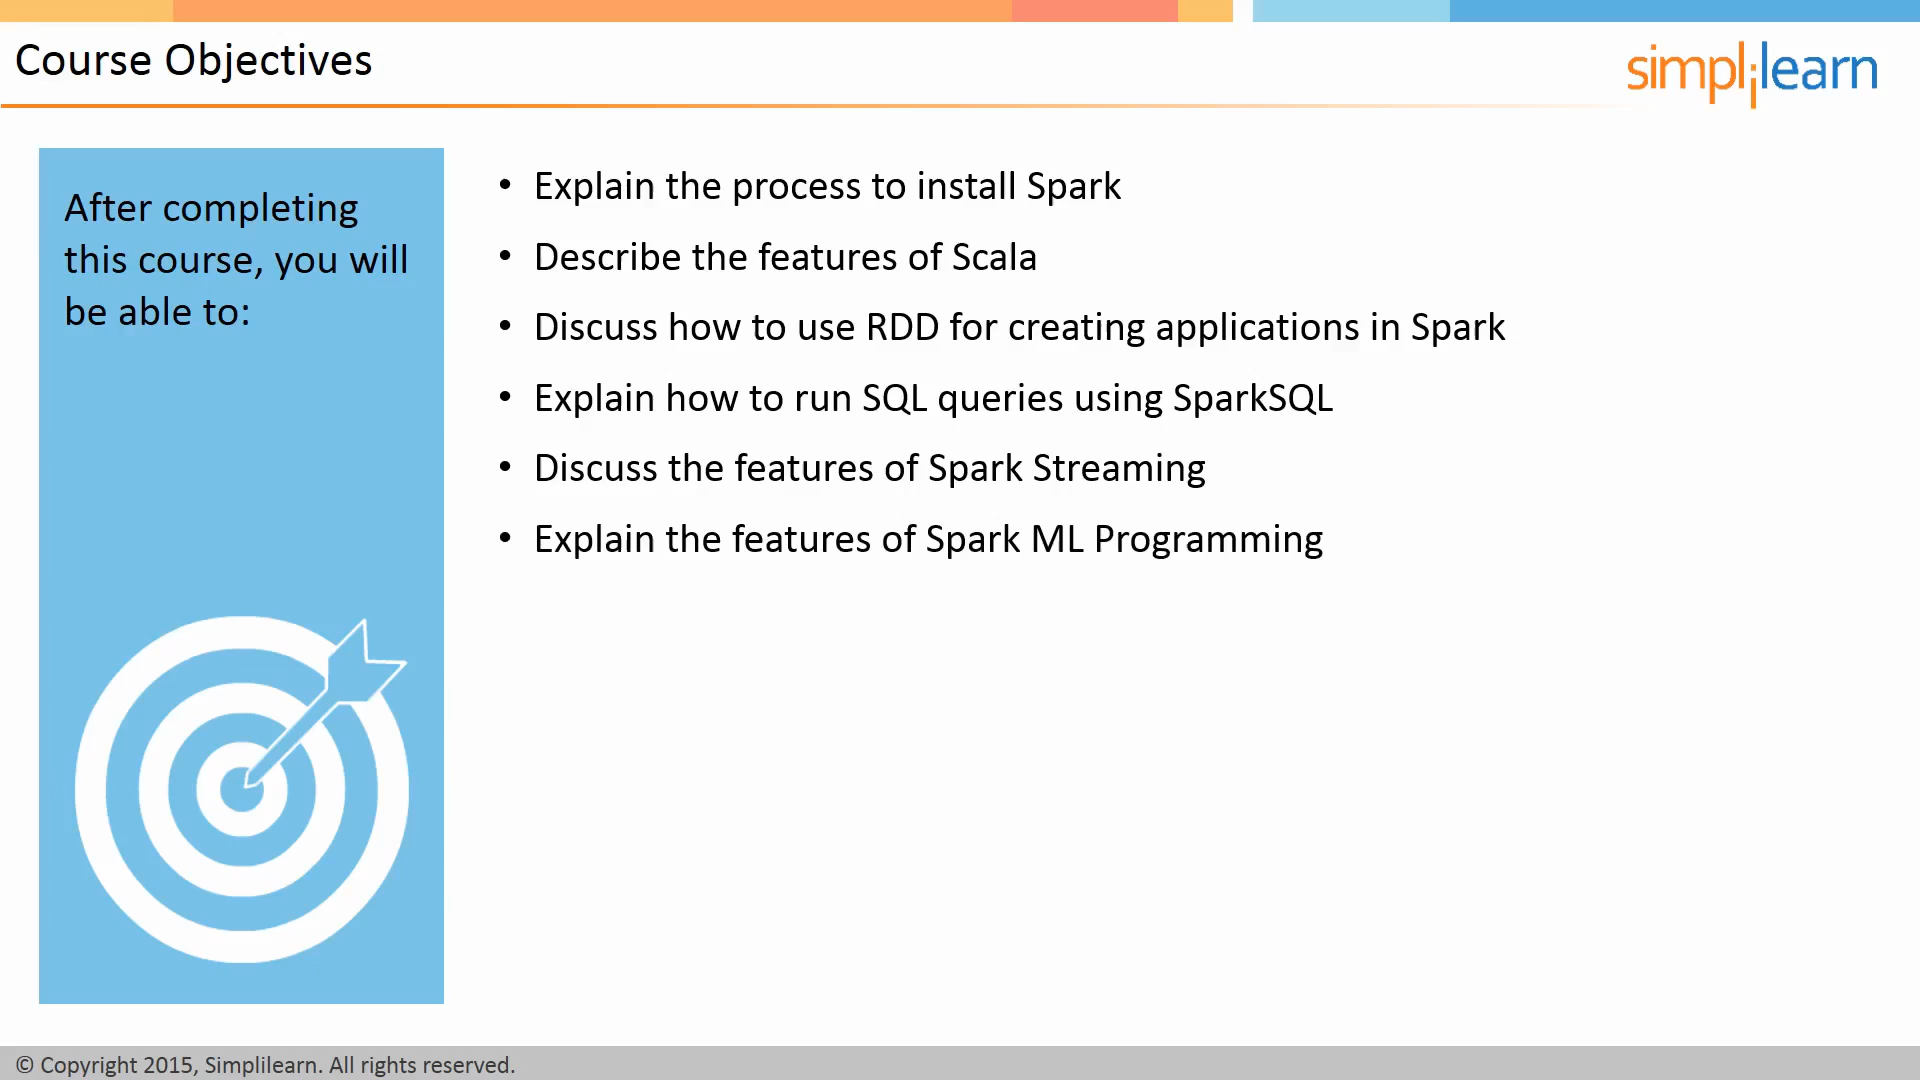 Course Objectives
simplilearn
After completing
this course, you will
be able to:
• Explain the process to install Spark
• Describe the features of Scala
• Discuss how to use RDD for creating applications in Spark
• Explain how to run SQL queries using SparkSQL
• Discuss the features of Spark Streaming
• Explain the features of Spark ML Programming
© Copyright 2015, Simplilearn. All rights reserved.